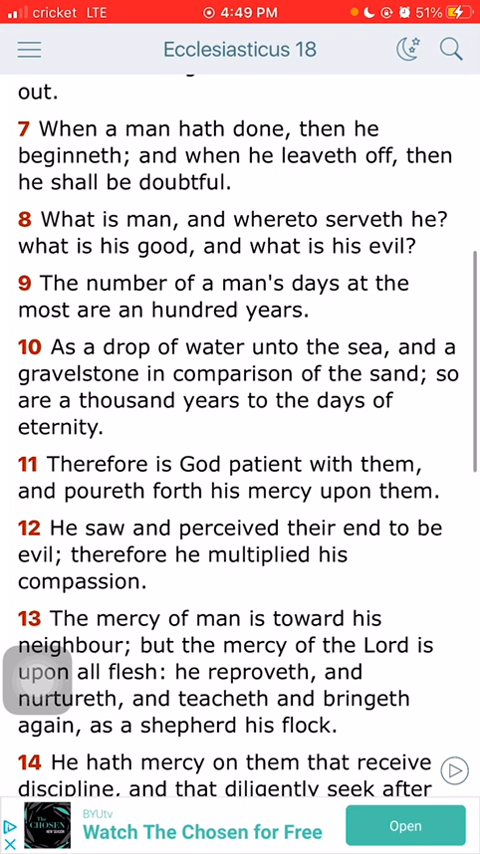 cricket LTE 4:49 PM 51%
Ecclesiasticus 18
out.
7 When a man hath done, then he
beginneth; and when he leaveth off, then
he shall be doubtful.
8 What is man, and whereto serveth he?
what is his good, and what is his evil?
9 The number of a man's days at the
most are an hundred years.
10 As a drop of water unto the sea, and a
gravelstone in comparison of the sand; so
are a thousand years to the days of
eternity.
11 Therefore is God patient with them,
and poureth forth his mercy upon them.
12 He saw and perceived their end to be
evil; therefore he multiplied his
compassion.
13 The mercy of man is toward his
neighbour; but the mercy of the Lord is
upon all flesh: he reproveth, and
nurtureth, and teacheth and bringeth
again, as a shepherd his flock.
14 He hath mercy on them that receive
discipline, and that diligently seek after
THE CHOSEN
NEW SEASON
BYUtv
Watch The Chosen for Free
Open